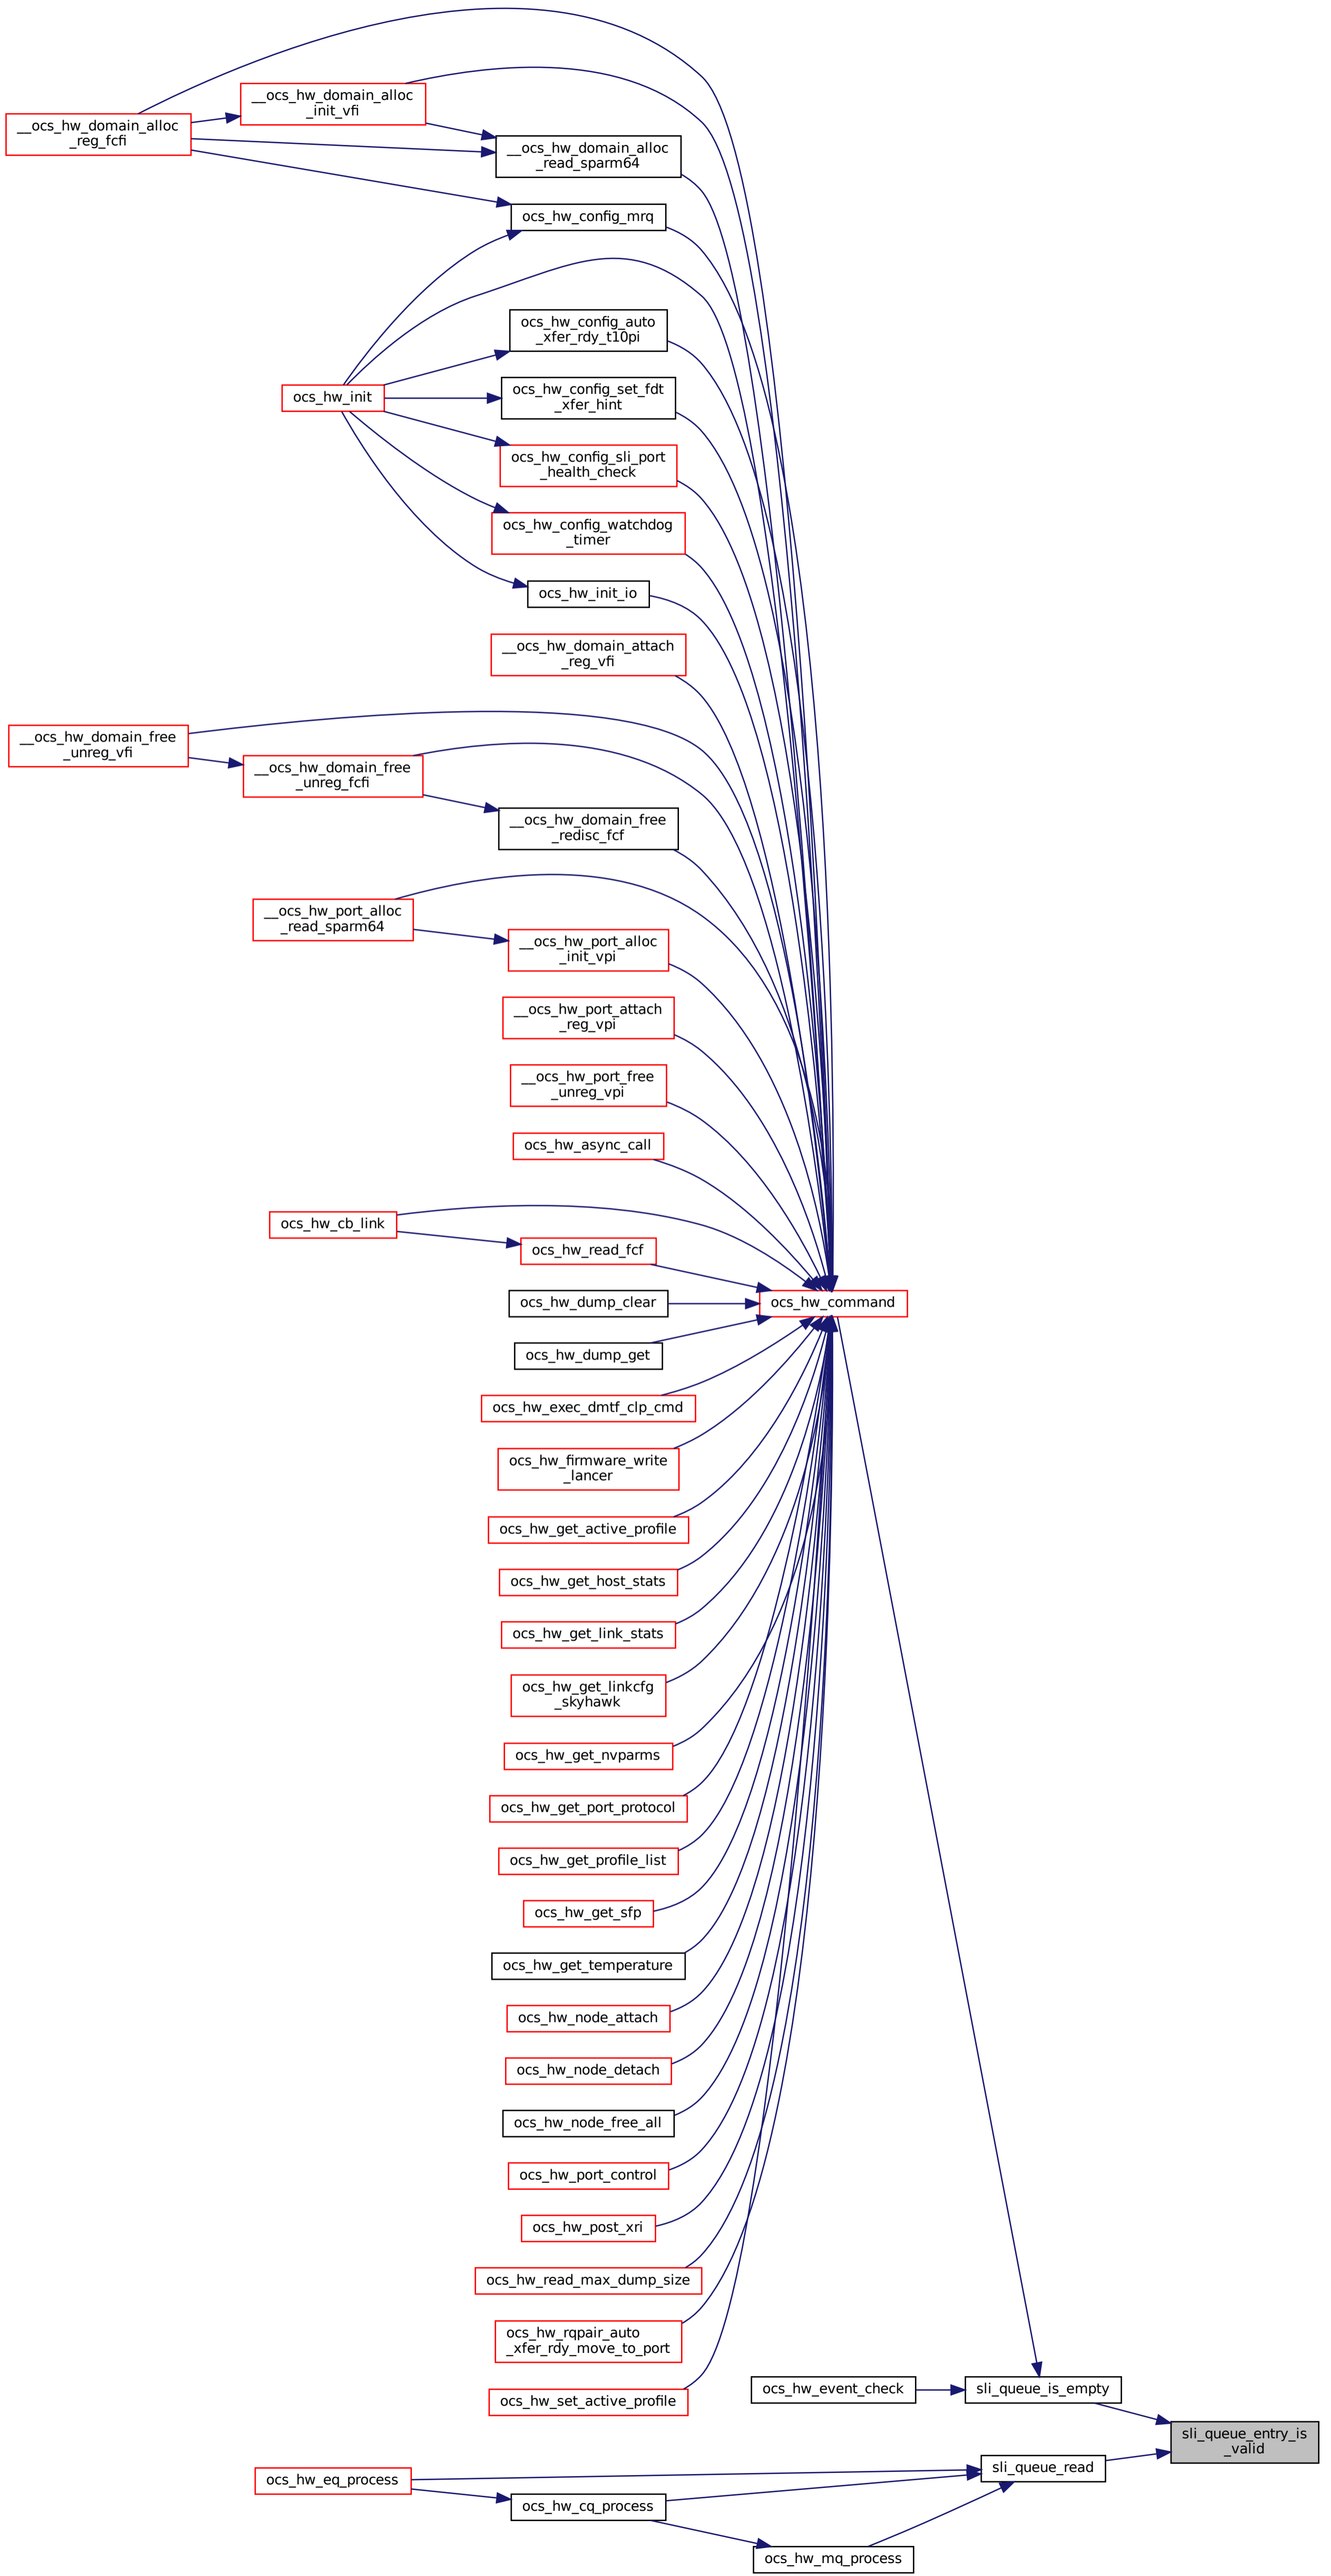 __ocs_hw_domain_alloc
_init_vfi
__ocs_hw_domain_alloc
_reg_fcfi
__ocs_hw_domain_alloc
_read_sparm64
ocs_hw_config_mrq
ocs_hw_config_auto
_xfer_rdy_t10pi
ocs_hw_init
ocs_hw_config_set_fdt
_xfer_hint
ocs_hw_config_sli_port
_health_check
ocs_hw_config_watchdog
_timer
ocs_hw_init_io
__ocs_hw_domain_attach
_reg_vfi
__ocs_hw_domain_free
_unreg_vfi
__ocs_hw_domain_free
_unreg_fcfi
__ocs_hw_domain_free
_redisc_fcf
__ocs_hw_port_alloc
_read_sparm64
__ocs_hw_port_alloc
_init_vpi
__ocs_hw_port_attach
_reg_vpi
__ocs_hw_port_free
_unreg_vpi
ocs_hw_async_call
ocs_hw_cb_link
ocs_hw_read_fcf
ocs_hw_dump_clear
ocs_hw_command
ocs_hw_dump_get
ocs_hw_exec_dmtf_clp_cmd
ocs_hw_firmware_write
_lancer
ocs_hw_get_active_profile
ocs_hw_get_host_stats
ocs_hw_get_link_stats
ocs_hw_get_linkcfg
_skyhawk
ocs_hw_get_nvparms
ocs_hw_get_port_protocol
ocs_hw_get_profile_list
ocs_hw_get_sfp
ocs_hw_get_temperature
ocs_hw_node_attach
ocs_hw_node_detach
ocs_hw_node_free_all
ocs_hw_port_control
ocs_hw_post_xri
ocs_hw_read_max_dump_size
ocs_hw_rqpair_auto
_xfer_rdy_move_to_port
ocs_hw_set_active_profile
ocs_hw_event_check
sli_queue_is_empty
sli_queue_entry_is
_valid
sli_queue_read
ocs_hw_eq_process
ocs_hw_cq_process
ocs_hw_mq_process